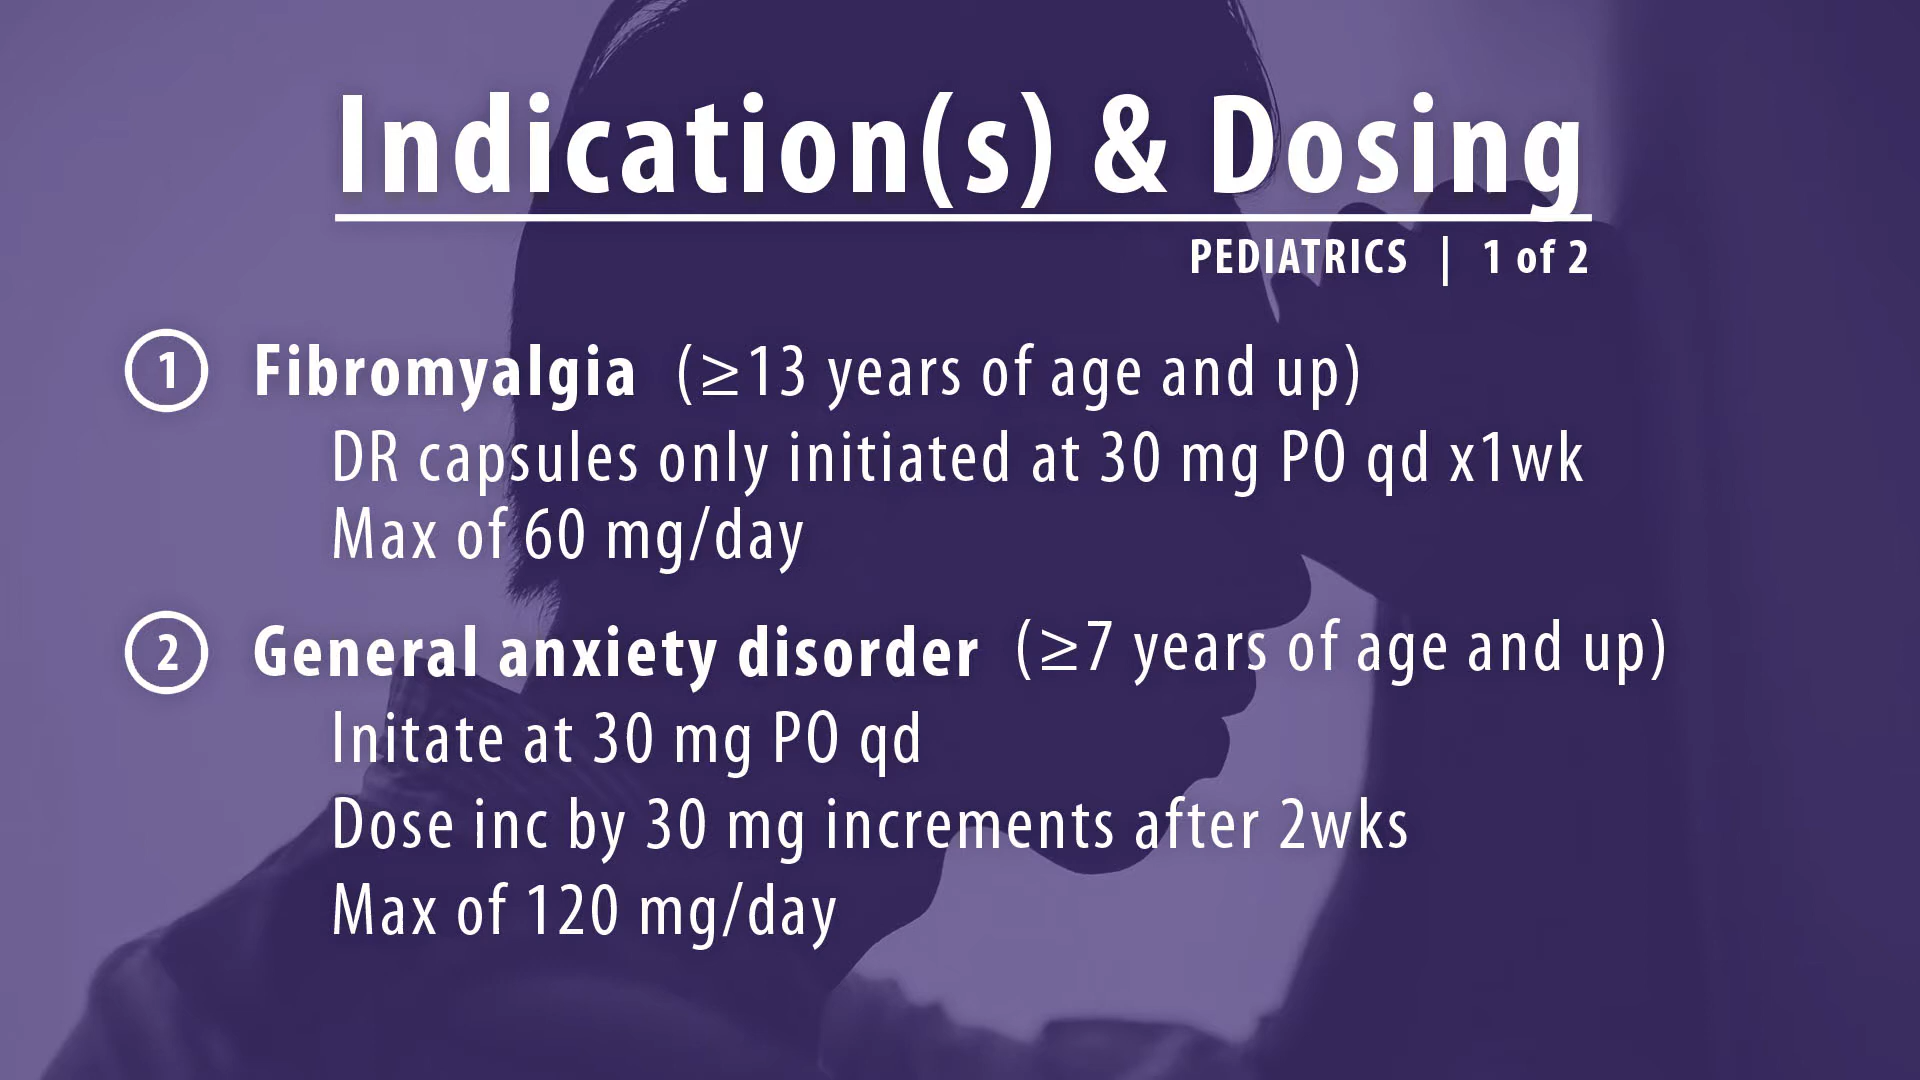 Indication(s) & Dosing
PEDIATRICS | 1 of 2
1 Fibromyalgia (≥13 years of age and up)
DR capsules only initiated at 30 mg PO qd x1wk
Max of 60 mg/day
2 General anxiety disorder (≥7 years of age and up)
Initate at 30 mg PO qd
Dose inc by 30 mg increments after 2wks
Max of 120 mg/day